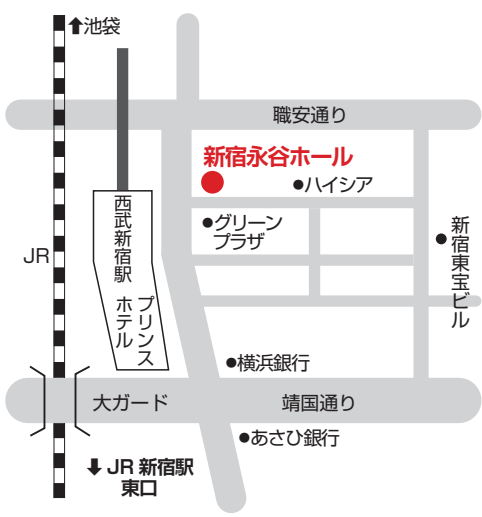 ⬆池袋
職安通り
新宿永谷ホール
●ハイシア
西武新宿駅
●グリーン
プラザ
新宿東宝ビル
JR
プリンス
ホテル
●横浜銀行
大ガード
靖国通り
●あさひ銀行
⬇JR 新宿駅
東口